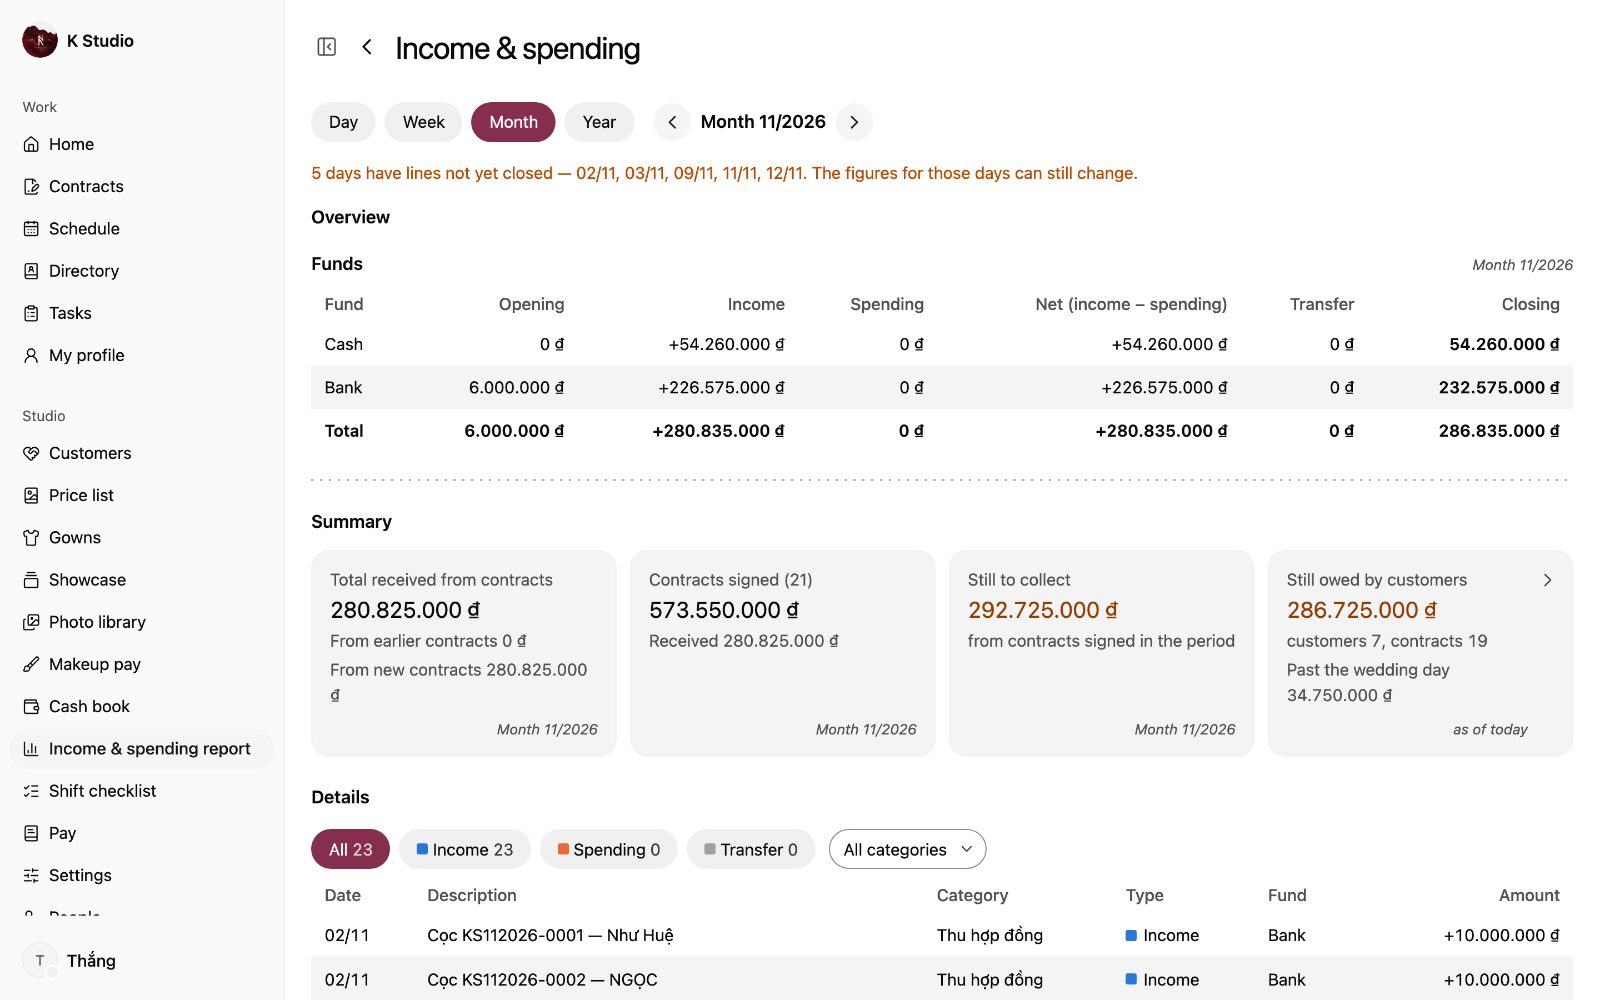 K Studio
Work
Home
Contracts
Schedule
Directory
Tasks
My profile
Studio
Customers
Price list
Gowns
Showcase
Photo library
Makeup pay
Cash book
Income & spending report
Shift checklist
Pay
Settings
T
Thắng
Income & spending
Day Week Month Year Month 11/2026
5 days have lines not yet closed — 02/11, 03/11, 09/11, 11/11, 12/11. The figures for those days can still change.
Overview
Funds Month 11/2026
Fund Opening Income Spending Net (income – spending) Transfer Closing
Cash 0 ₫ +54.260.000 ₫ 0 ₫ +54.260.000 ₫ 0 ₫ 54.260.000 ₫
Bank 6.000.000 ₫ +226.575.000 ₫ 0 ₫ +226.575.000 ₫ 0 ₫ 232.575.000 ₫
Total 6.000.000 ₫ +280.835.000 ₫ 0 ₫ +280.835.000 ₫ 0 ₫ 286.835.000 ₫
Summary
Total received from contracts
280.825.000 ₫
From earlier contracts 0 ₫
From new contracts 280.825.000
₫
Month 11/2026
Contracts signed (21)
573.550.000 ₫
Received 280.825.000 ₫
Month 11/2026
Still to collect
292.725.000 ₫
from contracts signed in the period
Month 11/2026
Still owed by customers
286.725.000 ₫
customers 7, contracts 19
Past the wedding day
34.750.000 ₫
as of today
Details
All 23 Income 23 Spending 0 Transfer 0 All categories
Date Description Category Type Fund Amount
02/11 Cọc KS112026-0001 — Như Huệ Thu hợp đồng Income Bank +10.000.000 ₫
02/11 Cọc KS112026-0002 — NGỌC Thu hợp đồng Income Bank +10.000.000 ₫